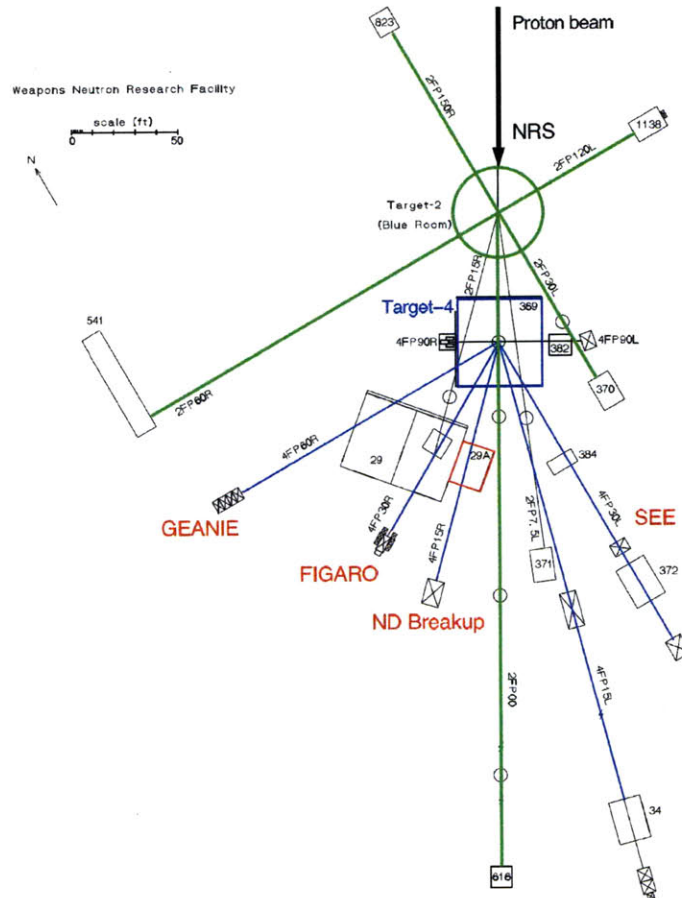 823
Proton beam
Weapons Neutron Research Facility
scale (ft)
0
50
N
2FP150R
NRS
1138
2FP120L
Target-2
(Blue Room)
2FP15R
2FP30L
Target-4
369
541
4FP90R
382
4FP90L
370
2FP60R
29
29A
384
4FP60R
4FP30R
4FP15R
2FP7.5L
4FP30L
SEE
GEANIE
371
372
FIGARO
ND Breakup
2FP00
4FP15L
34
616